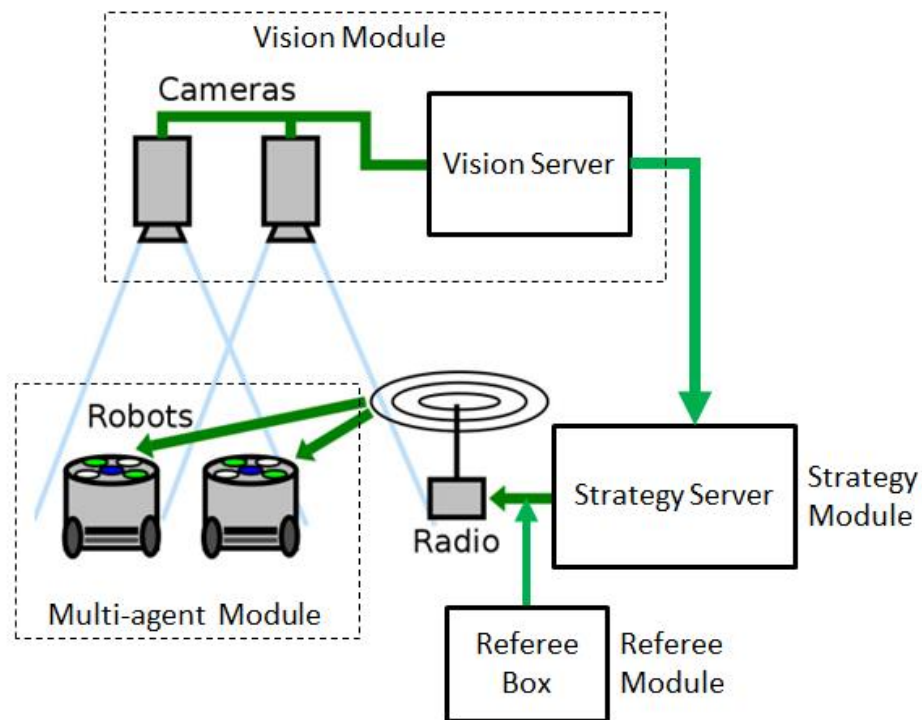 Vision Module
Cameras
Vision Server
Robots
Strategy Server
Strategy
Module
Radio
Multi-agent Module
Referee
Box
Referee
Module